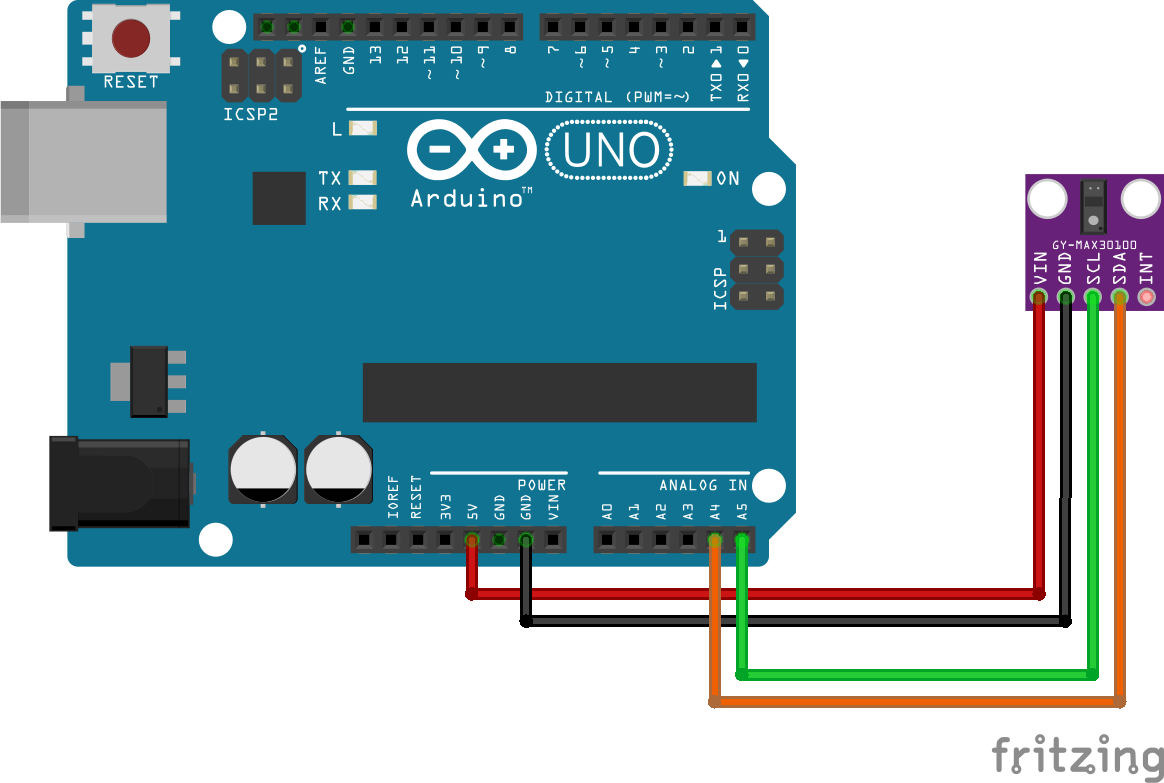 RESET
ICSP2
AREF
GND
13
12
~11
~10
~9
8
7
~6
~5
4
~3
2
TX0▶1
RX0◀0
DIGITAL (PWM=~)
L
TX
RX
UNO
Arduino™
ON
1
ICSP
GY-MAX30100
VIN
GND
SCL
SDA
INT
POWER
ANALOG IN
IOREF
RESET
3V3
5V
GND
GND
VIN
A0
A1
A2
A3
A4
A5
fritzing